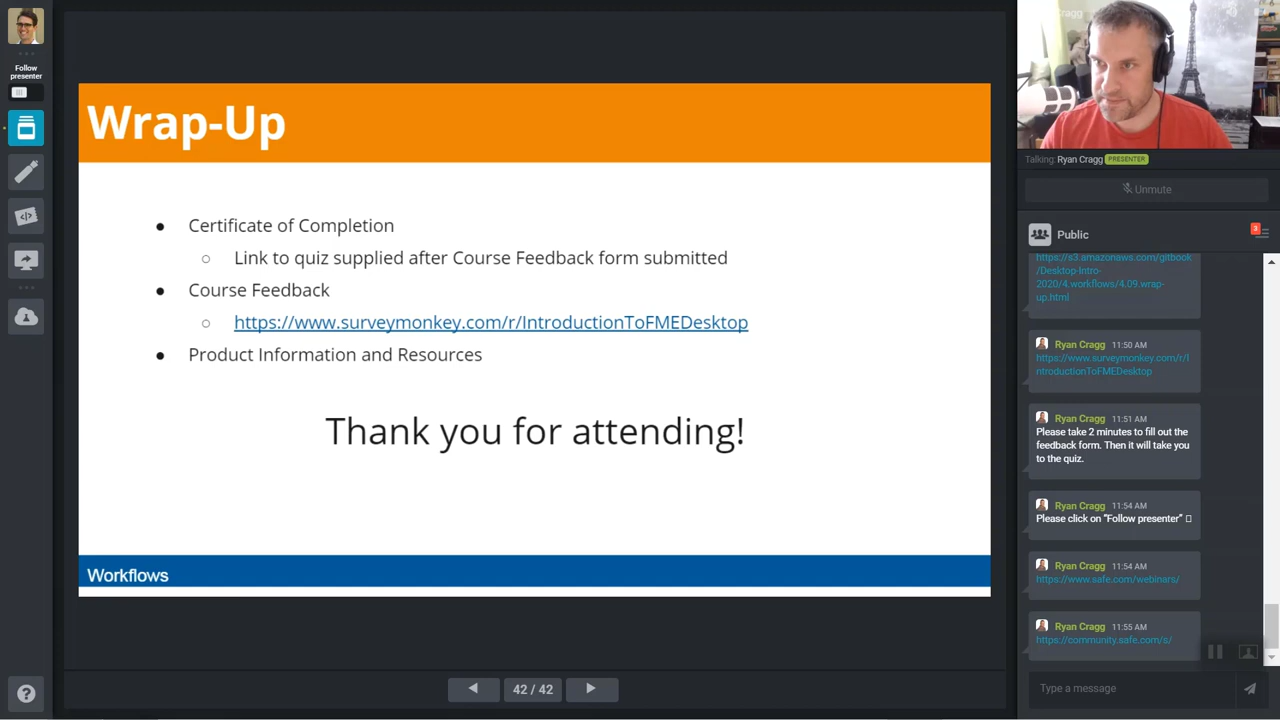 Follow
presenter
Wrap-Up
● Certificate of Completion
○ Link to quiz supplied after Course Feedback form submitted
● Course Feedback
○ https://www.surveymonkey.com/r/IntroductionToFMEDesktop
● Product Information and Resources
Thank you for attending!
Workflows
42 / 42
?
Cragg
Talking: Ryan Cragg PRESENTER
Unmute
Public
3
https://s3.amazonaws.com/gitbook
/Desktop-Intro-
2020/4.workflows/4.09.wrap-
up.html
Ryan Cragg 11:50 AM
https://www.surveymonkey.com/r/I
ntroductionToFMEDesktop
Ryan Cragg 11:51 AM
Please take 2 minutes to fill out the
feedback form. Then it will take you
to the quiz.
Ryan Cragg 11:54 AM
Please click on "Follow presenter"
Ryan Cragg 11:54 AM
https://www.safe.com/webinars/
Ryan Cragg 11:55 AM
https://community.safe.com/s/
Type a message